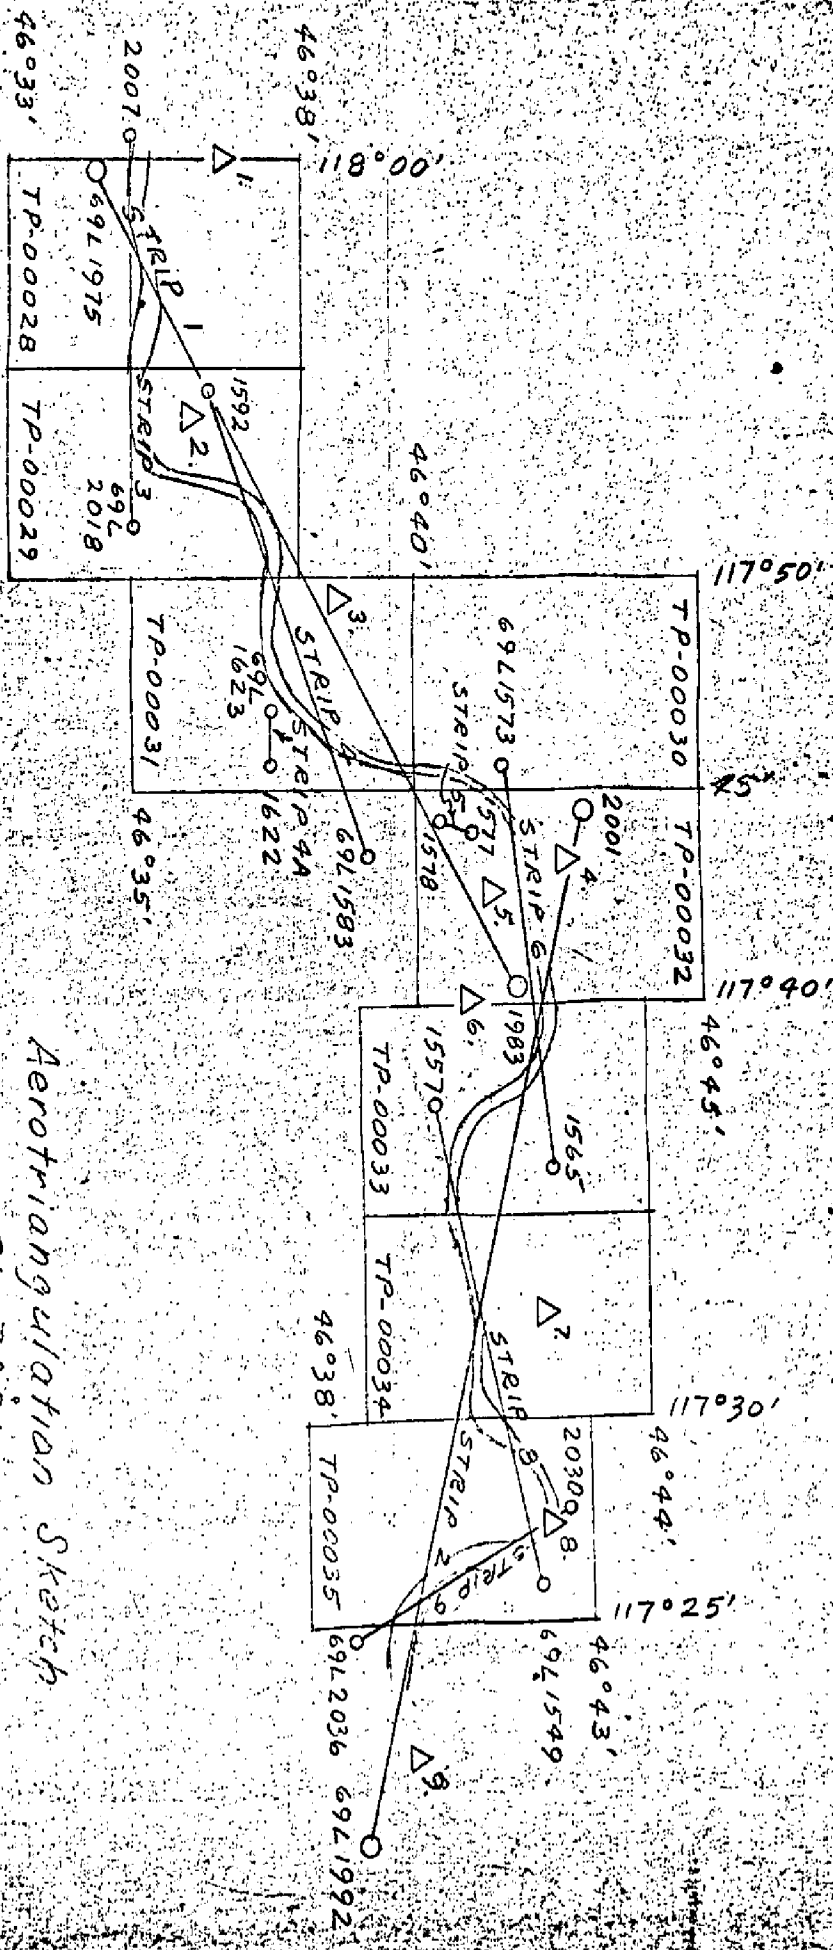 46°33'
2007
46°38'
118°00'
1.
69L1975
STRIP 1
TP-00028
1592
2.
STRIP 3
69L
2018
TP-00029
46°40'
117°50'
3.
69L1573
TP-00030
STRIP 4
STRIP 5
69L
1623
1622
STRIP 4A
TP-00031
46°35'
45"
2001
4.
TP-00032
1577
1578
STRIP 6
5.
69L1583
117°40'
1983
6.
46°45'
1557
1565
TP-00033
7.
TP-00034
46°38'
117°30'
46°44'
STRIP 8
2030
8.
STRIP 2
STRIP 9
TP-00035
117°25'
46°43'
69L1549
69L2036
9.
69L1992
Aerotriangulation Sketch